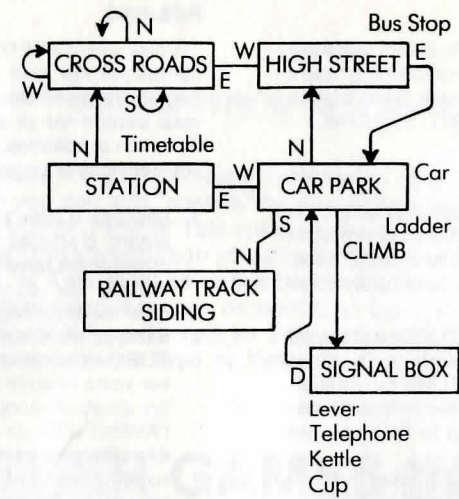 N
Bus Stop
CROSS ROADS
W
HIGH STREET
E
W
E
S
N
Timetable
N
STATION
W
CAR PARK
Car
E
S
Ladder
CLIMB
N
RAILWAY TRACK
SIDING
D
SIGNAL BOX
Lever
Telephone
Kettle
Cup